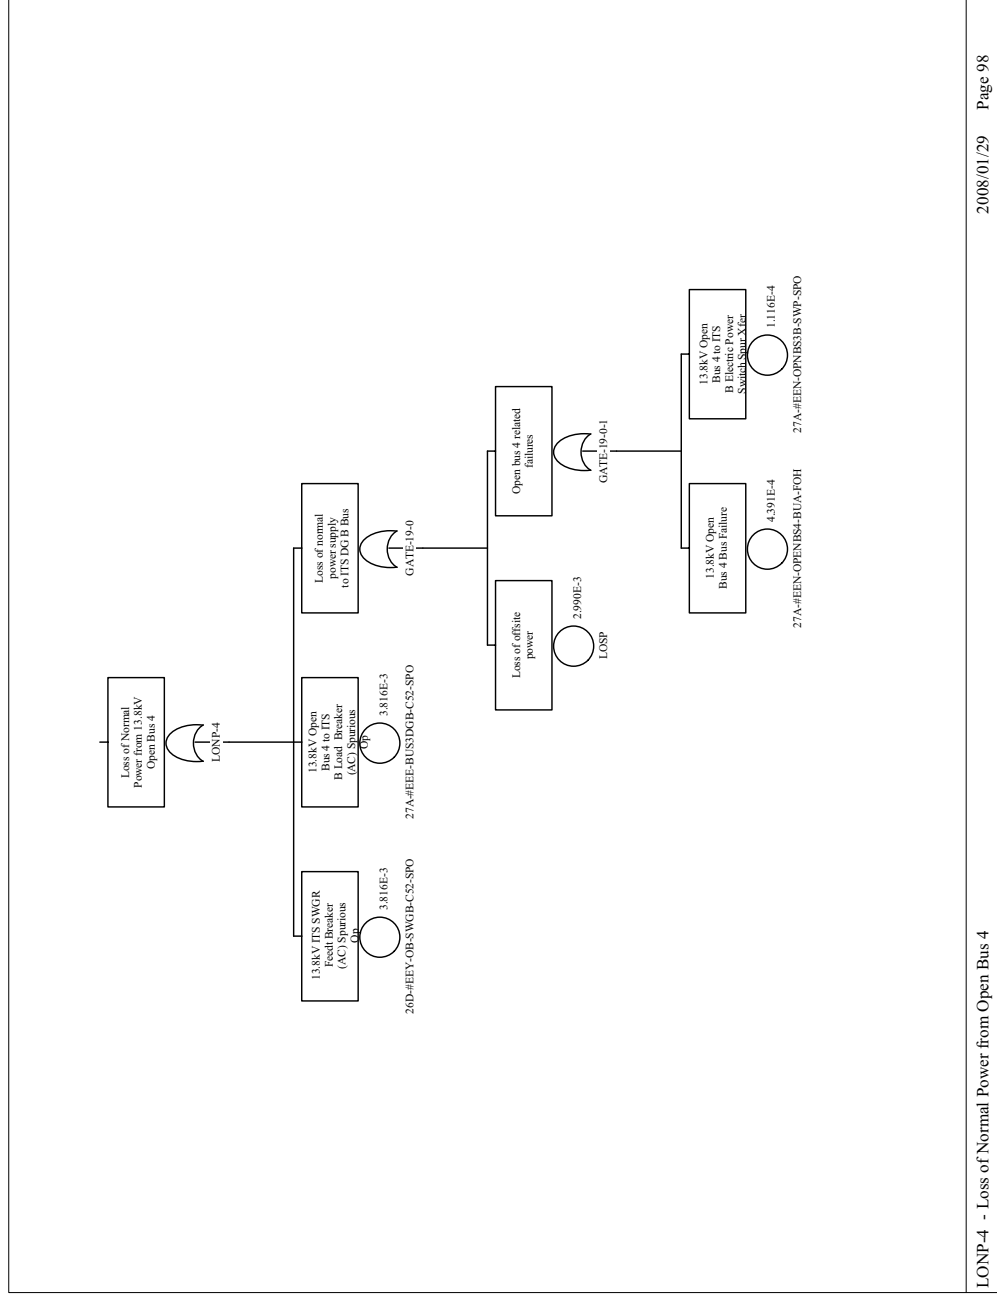 Loss of Normal
Power from 13.8kV
Open Bus 4
LONP-4
13.8kV ITS SWGR
Feedt Breaker
(AC) Spurious
Op
3.816E-3
26D-#EEY-OB-SWGB-C52-SPO
13.8kV Open
Bus 4 to ITS
B Load Breaker
(AC) Spurious
Op
3.816E-3
27A-#EEE-BUS3DGB-C52-SPO
Loss of normal
power supply
to ITS DG B Bus
GATE-19-0
Loss of offsite
power
2.990E-3
LOSP
Open bus 4 related
failures
GATE-19-0-1
13.8kV Open
Bus 4 Bus Failure
4.391E-4
27A-#EEN-OPENBS4-BUA-FOH
13.8kV Open
Bus 4 to ITS
B Electric Power
Switch Spur Xfer
1.116E-4
27A-#EEN-OPNBS3B-SWP-SPO
LONP-4 - Loss of Normal Power from Open Bus 4
2008/01/29 Page 98